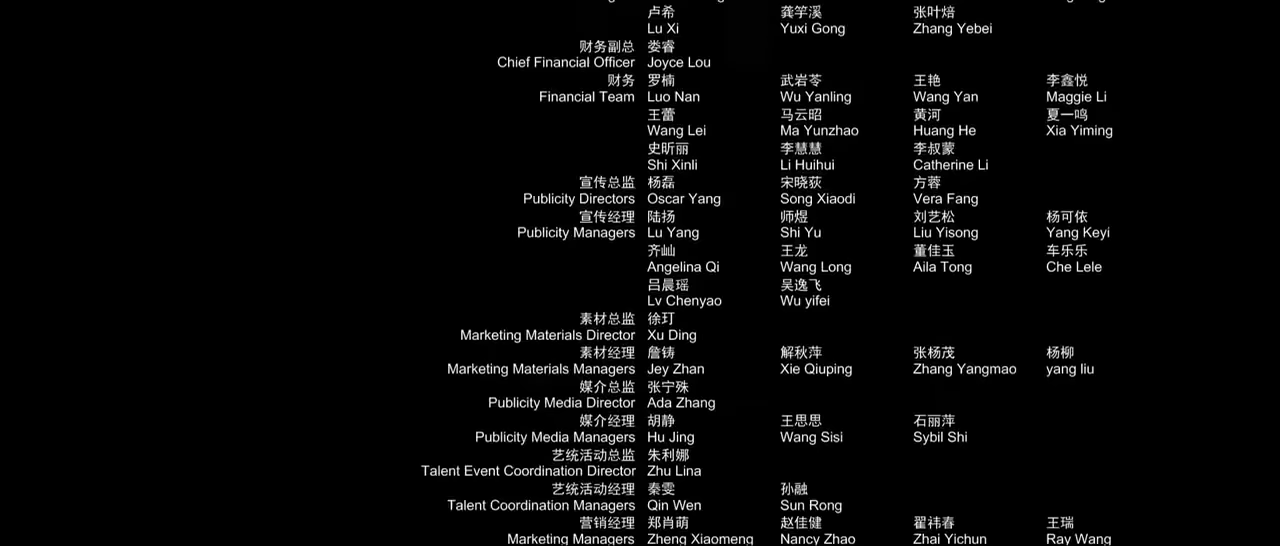 卢希 龚竽溪 张叶焙
Lu Xi Yuxi Gong Zhang Yebei
财务副总 娄睿
Chief Financial Officer Joyce Lou
财务 罗楠 武岩苓 王艳 李鑫悦
Financial Team Luo Nan Wu Yanling Wang Yan Maggie Li
王蕾 马云昭 黄河 夏一鸣
Wang Lei Ma Yunzhao Huang He Xia Yiming
史昕丽 李慧慧 李叔蒙
Shi Xinli Li Huihui Catherine Li
宣传总监 杨磊 宋晓荻 方蓉
Publicity Directors Oscar Yang Song Xiaodi Vera Fang
宣传经理 陆扬 师煜 刘艺松 杨可依
Publicity Managers Lu Yang Shi Yu Liu Yisong Yang Keyi
齐屾 王龙 董佳玉 车乐乐
Angelina Qi Wang Long Aila Tong Che Lele
吕晨瑶 吴逸飞
Lv Chenyao Wu yifei
素材总监 徐玎
Marketing Materials Director Xu Ding
素材经理 詹铸 解秋萍 张杨茂 杨柳
Marketing Materials Managers Jey Zhan Xie Qiuping Zhang Yangmao yang liu
媒介总监 张宁殊
Publicity Media Director Ada Zhang
媒介经理 胡静 王思思 石丽萍
Publicity Media Managers Hu Jing Wang Sisi Sybil Shi
艺统活动总监 朱利娜
Talent Event Coordination Director Zhu Lina
艺统活动经理 秦雯 孙融
Talent Coordination Managers Qin Wen Sun Rong
营销经理 郑肖萌 赵佳健 翟祎春 王瑞
Marketing Managers Zheng Xiaomeng Nancy Zhao Zhai Yichun Ray Wang